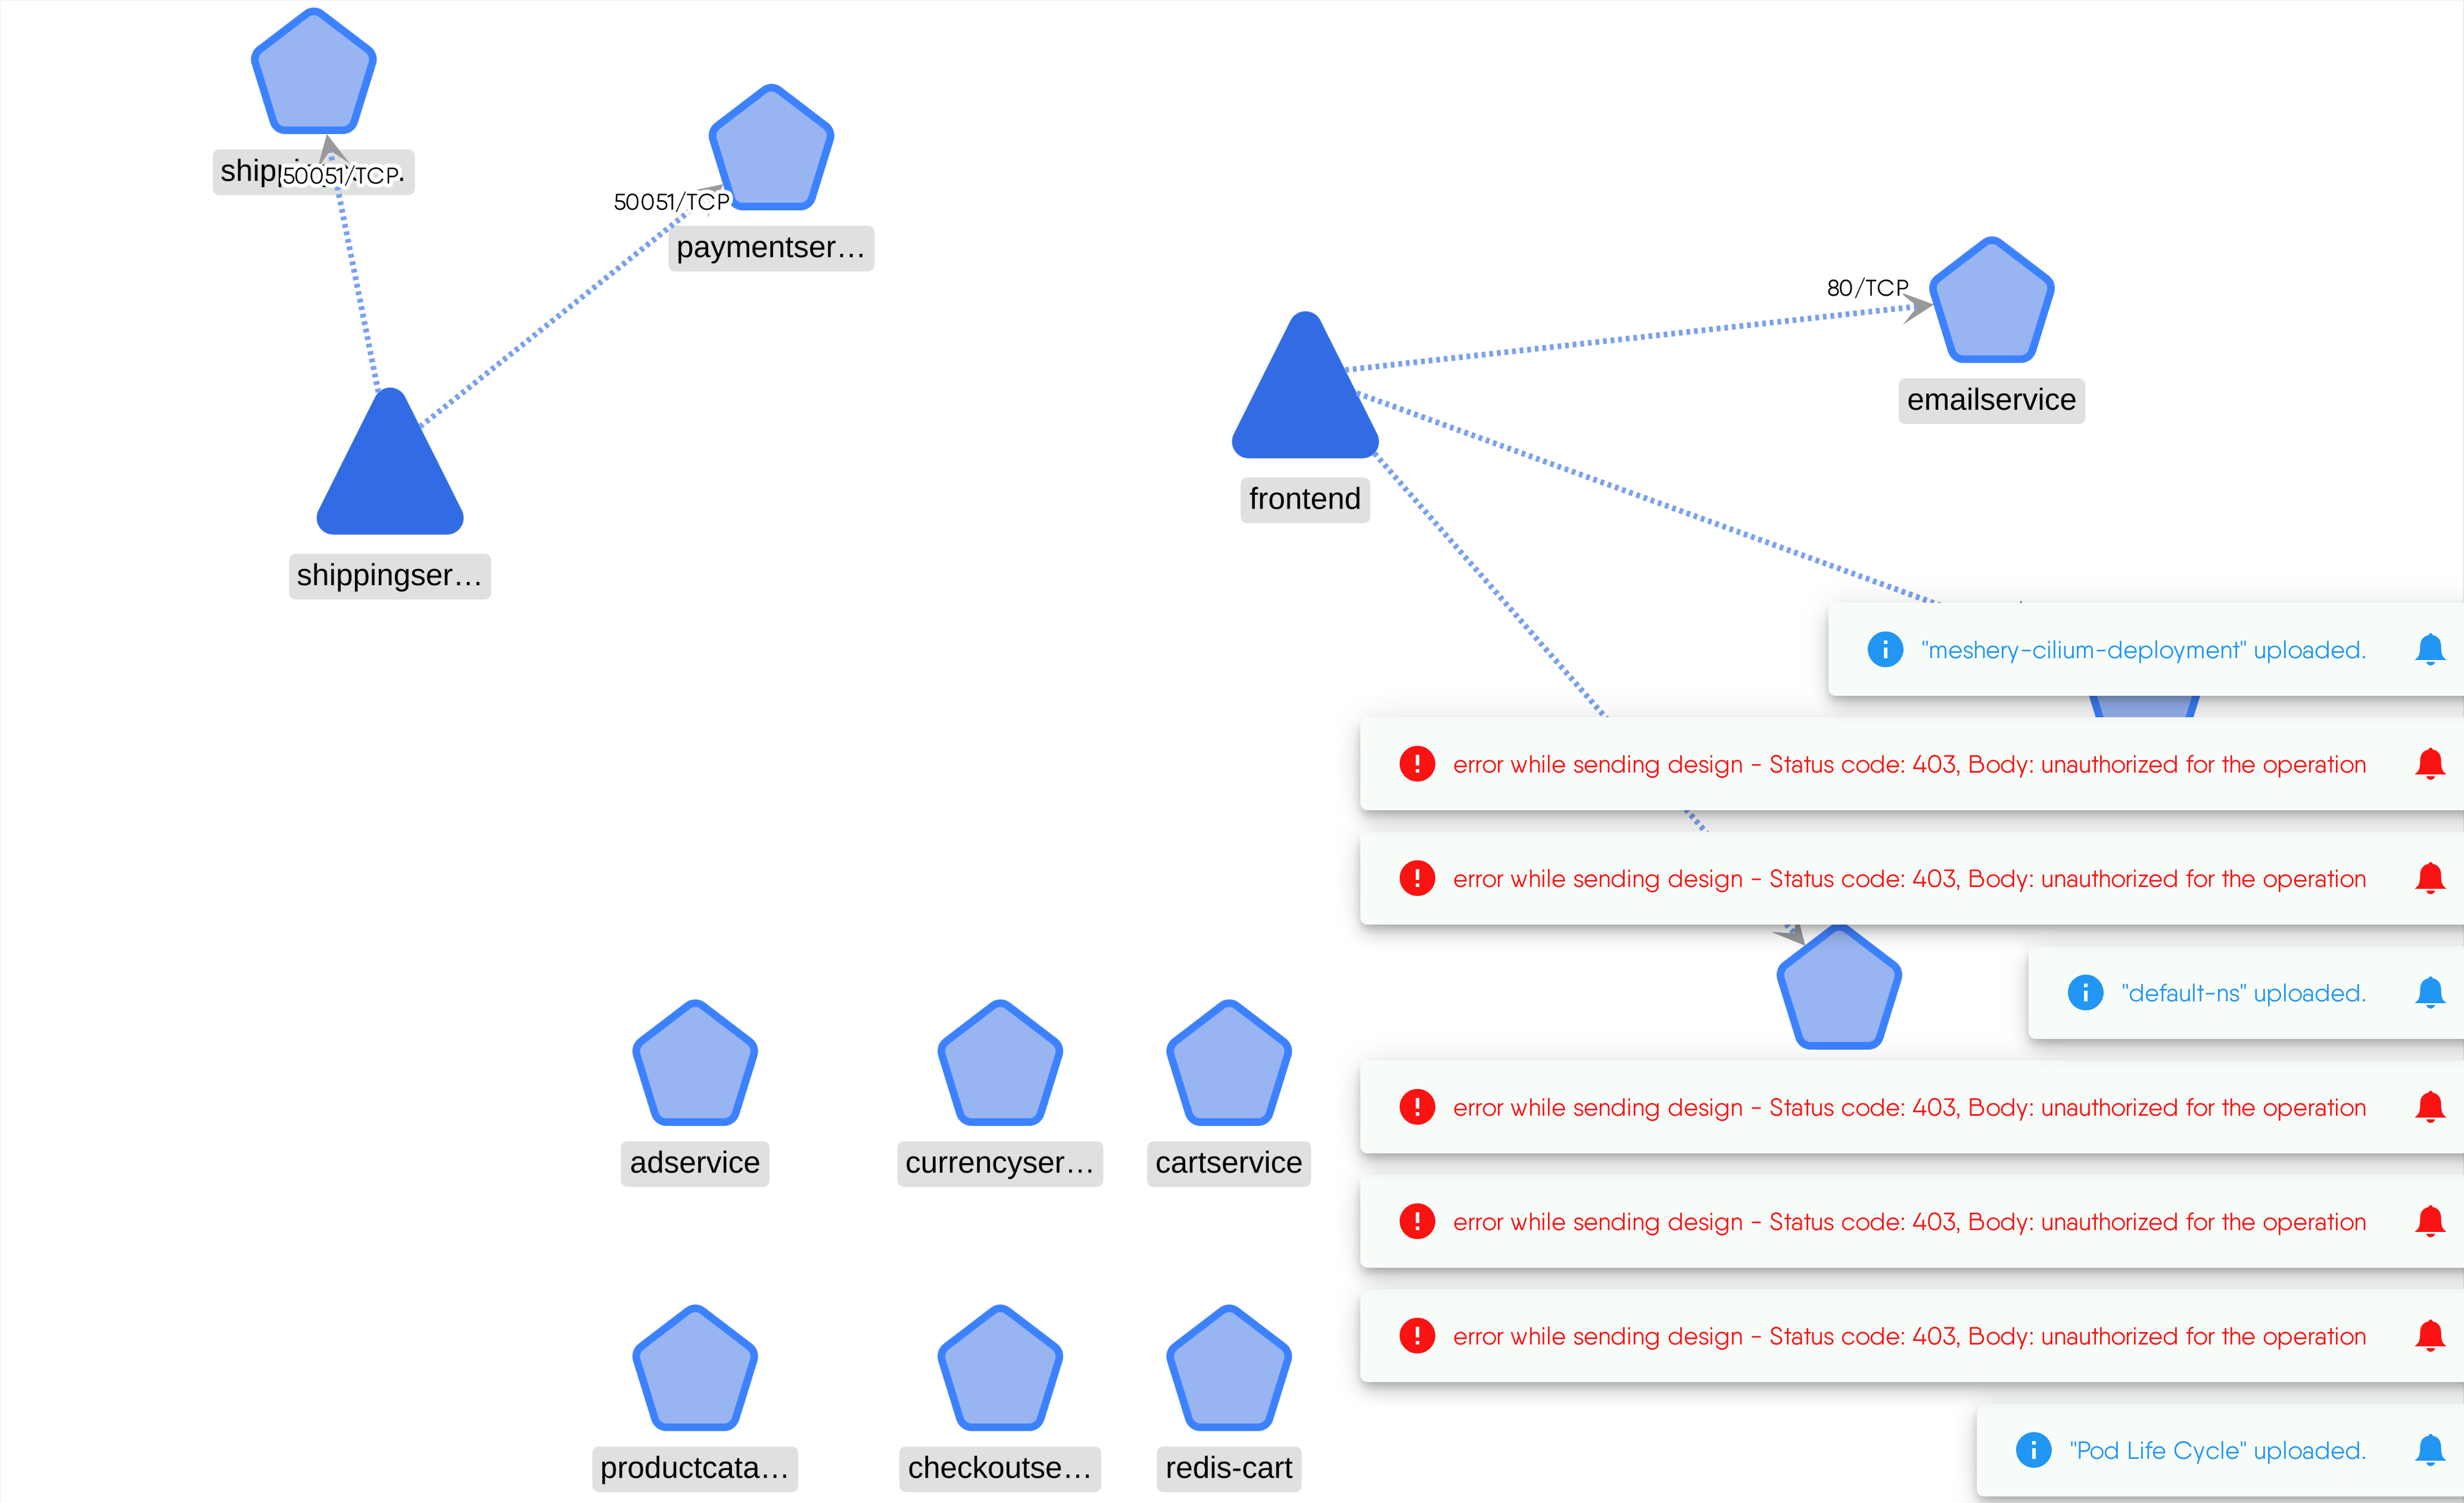 50051/TCP
50051/TCP
paymentser...
80/TCP
emailservice
frontend
shippingser...
"meshery-cilium-deployment" uploaded.
error while sending design - Status code: 403, Body: unauthorized for the operation
error while sending design - Status code: 403, Body: unauthorized for the operation
"default-ns" uploaded.
error while sending design - Status code: 403, Body: unauthorized for the operation
adservice
currencyser...
cartservice
error while sending design - Status code: 403, Body: unauthorized for the operation
error while sending design - Status code: 403, Body: unauthorized for the operation
"Pod Life Cycle" uploaded.
productcata...
checkoutse...
redis-cart